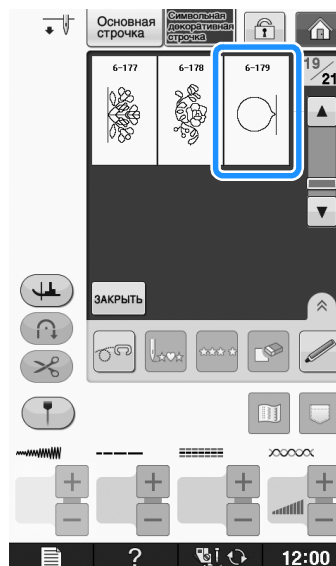 Основная
строчка
Символьная
декоративная
строчка
19
21
6-177
6-178
6-179
ЗАКРЫТЬ
?
12:00